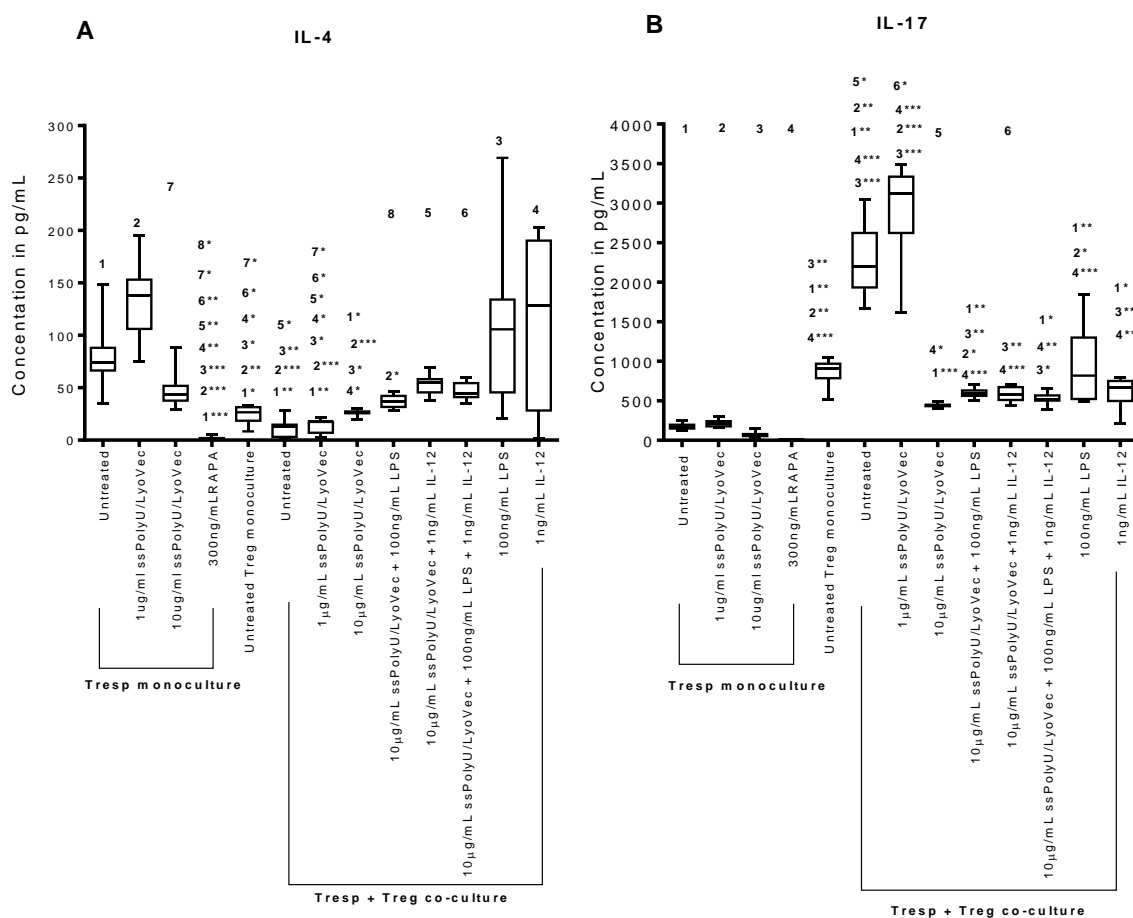 A
IL-4
Concentation in pg/mL
300
250
200
150
100
50
0
1
2
7
8*
7*
6**
5**
4**
3***
2***
1***
7*
6*
4*
3*
2**
1*
5*
3**
2***
1**
7*
6*
5*
4*
3*
2***
1**
1*
2***
3*
4*
8
2*
5
6
3
4
Untreated
1ug/ml ssPolyU/LyoVec
10ug/ml ssPolyU/LyoVec
300ng/mLRAPA
Untreated Treg monoculture
Untreated
1µg/mL ssPolyU/LyoVec
10µg/mL ssPolyU/LyoVec
10µg/mL ssPolyU/LyoVec + 100ng/mL LPS
10µg/mL ssPolyU/LyoVec +1ng/mL IL-12
10µg/mL ssPolyU/LyoVec + 100ng/mL LPS + 1ng/mL IL-12
100ng/mL LPS
1ng/mL IL-12
Tresp monoculture
Tresp + Treg co-culture
B
IL-17
Concentation in pg/mL
4000
3500
3000
2500
2000
1500
1000
500
0
1
2
3
4
3**
1**
2**
4***
5*
2**
1**
4***
3***
6*
4***
2***
3***
5
4*
1***
1**
3**
2*
4***
6
3**
4***
1*
4**
3*
1**
2*
4***
1*
3**
4**
Untreated
1ug/ml ssPolyU/LyoVec
10ug/ml ssPolyU/LyoVec
300ng/mLRAPA
Untreated Treg monoculture
Untreated
1µg/mL ssPolyU/LyoVec
10µg/mL ssPolyU/LyoVec
10µg/mL ssPolyU/LyoVec + 100ng/mL LPS
10µg/mL ssPolyU/LyoVec +1ng/mL IL-12
10µg/mL ssPolyU/LyoVec + 100ng/mL LPS + 1ng/mL IL-12
100ng/mL LPS
1ng/mL IL-12
Tresp monoculture
Tresp + Treg co-culture